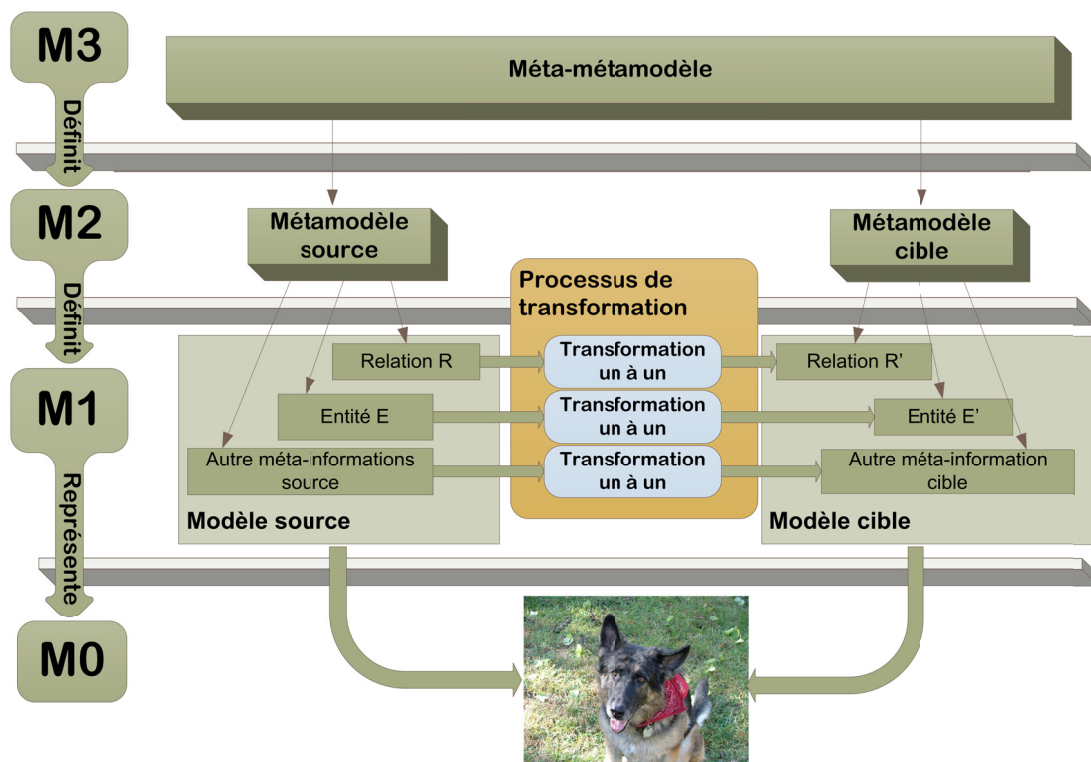 M3
Méta-métamodèle
Définit
M2
Métamodèle
source
Métamodèle
cible
Définit
Processus de
transformation
M1
Relation R
Transformation
un à un
Relation R’
Entité E
Transformation
un à un
Entité E’
Autre méta-informations
source
Transformation
un à un
Autre méta-information
cible
Modèle source
Modèle cible
Représente
M0